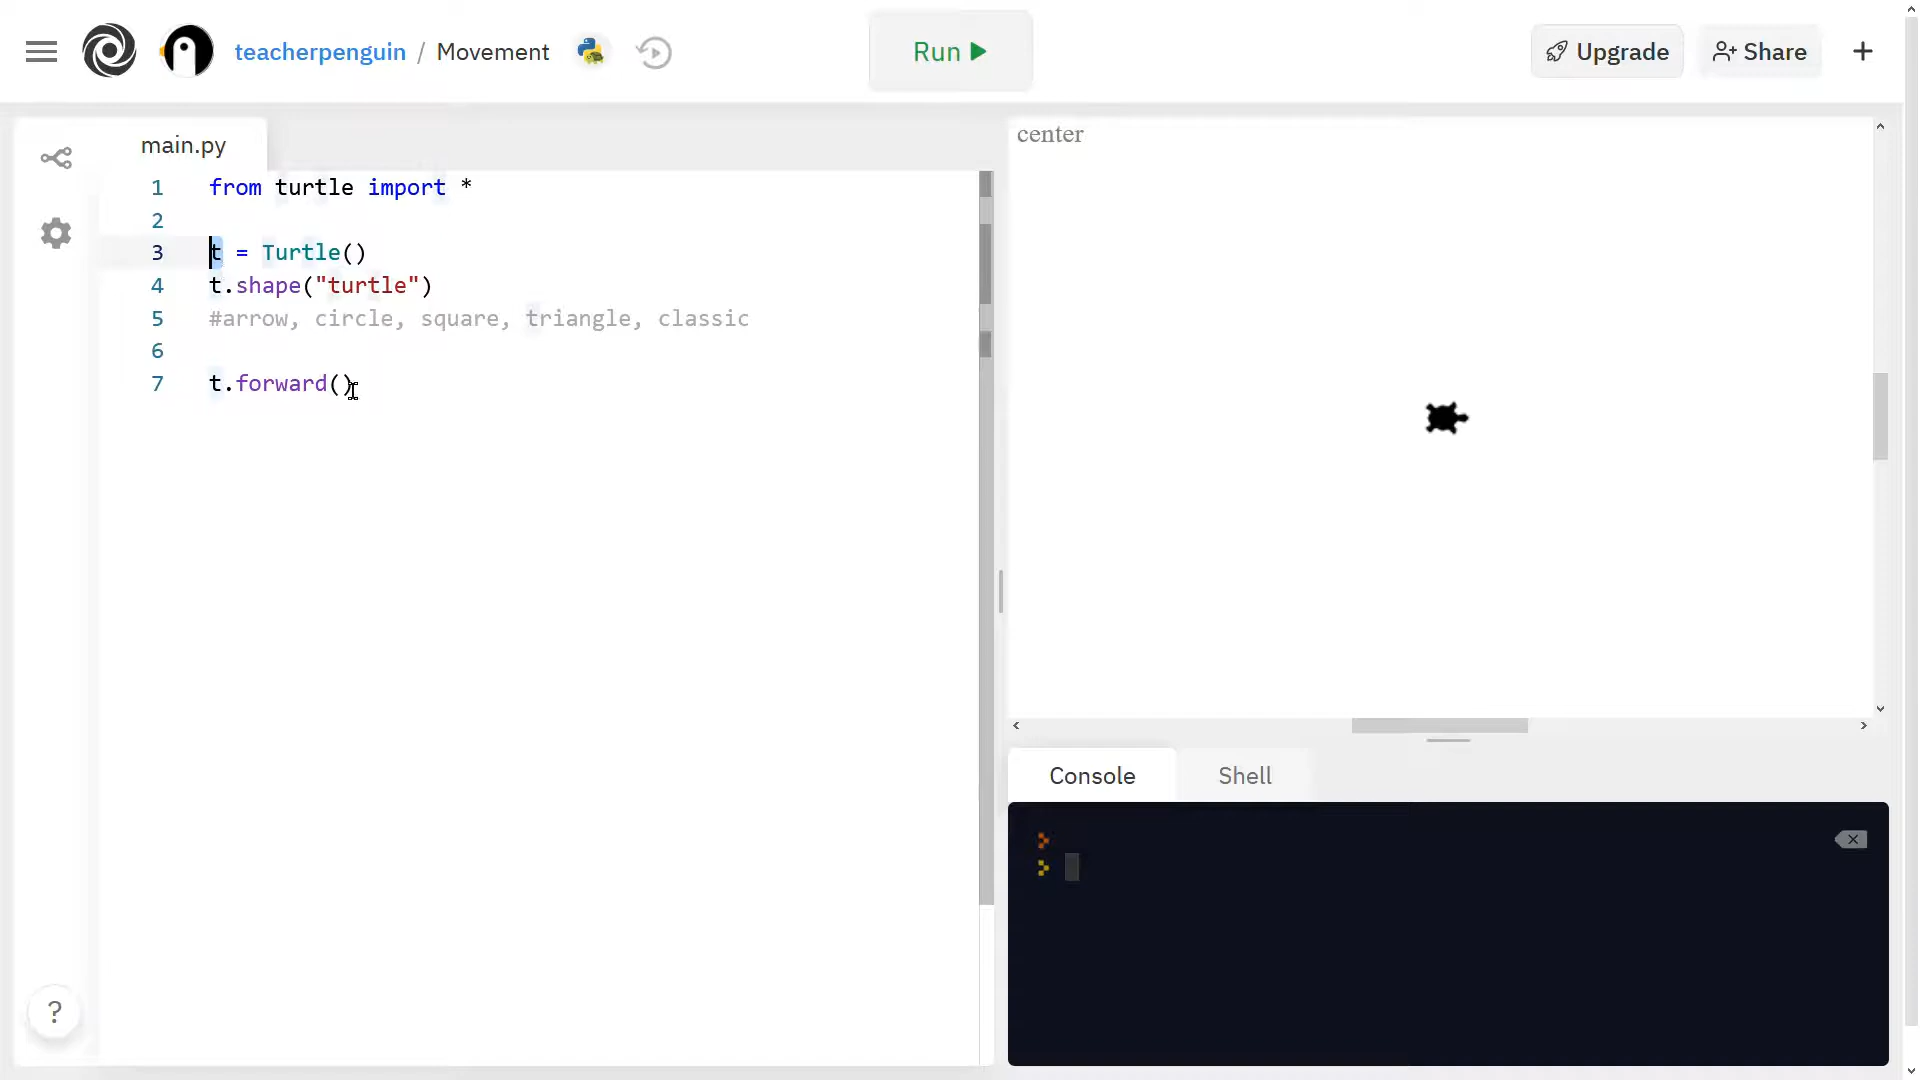 teacherpenguin / Movement
Run
Upgrade
Share
+
main.py
1 from turtle import *
2
3 t = Turtle()
4 t.shape("turtle")
5 #arrow, circle, square, triangle, classic
6
7 t.forward()
center
Console
Shell
?